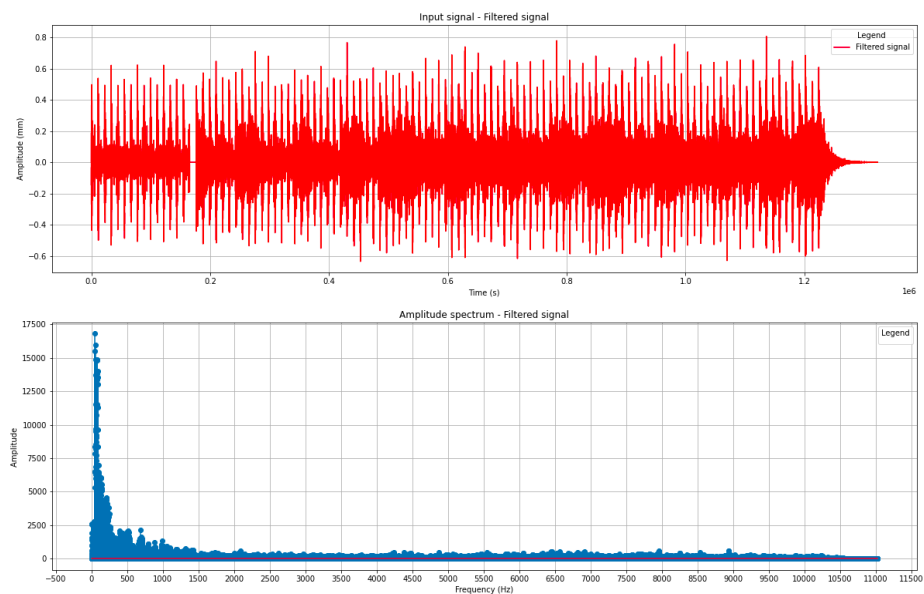 Input signal - Filtered signal
Legend
Filtered signal
Amplitude (mm)
0.8
0.6
0.4
0.2
0.0
−0.2
−0.4
−0.6
0.0 0.2 0.4 0.6 0.8 1.0 1.2
Time (s)
1e6
Amplitude spectrum - Filtered signal
Legend
Amplitude
17500
15000
12500
10000
7500
5000
2500
0
−500 0 500 1000 1500 2000 2500 3000 3500 4000 4500 5000 5500 6000 6500 7000 7500 8000 8500 9000 9500 10000 10500 11000 11500
Frequency (Hz)